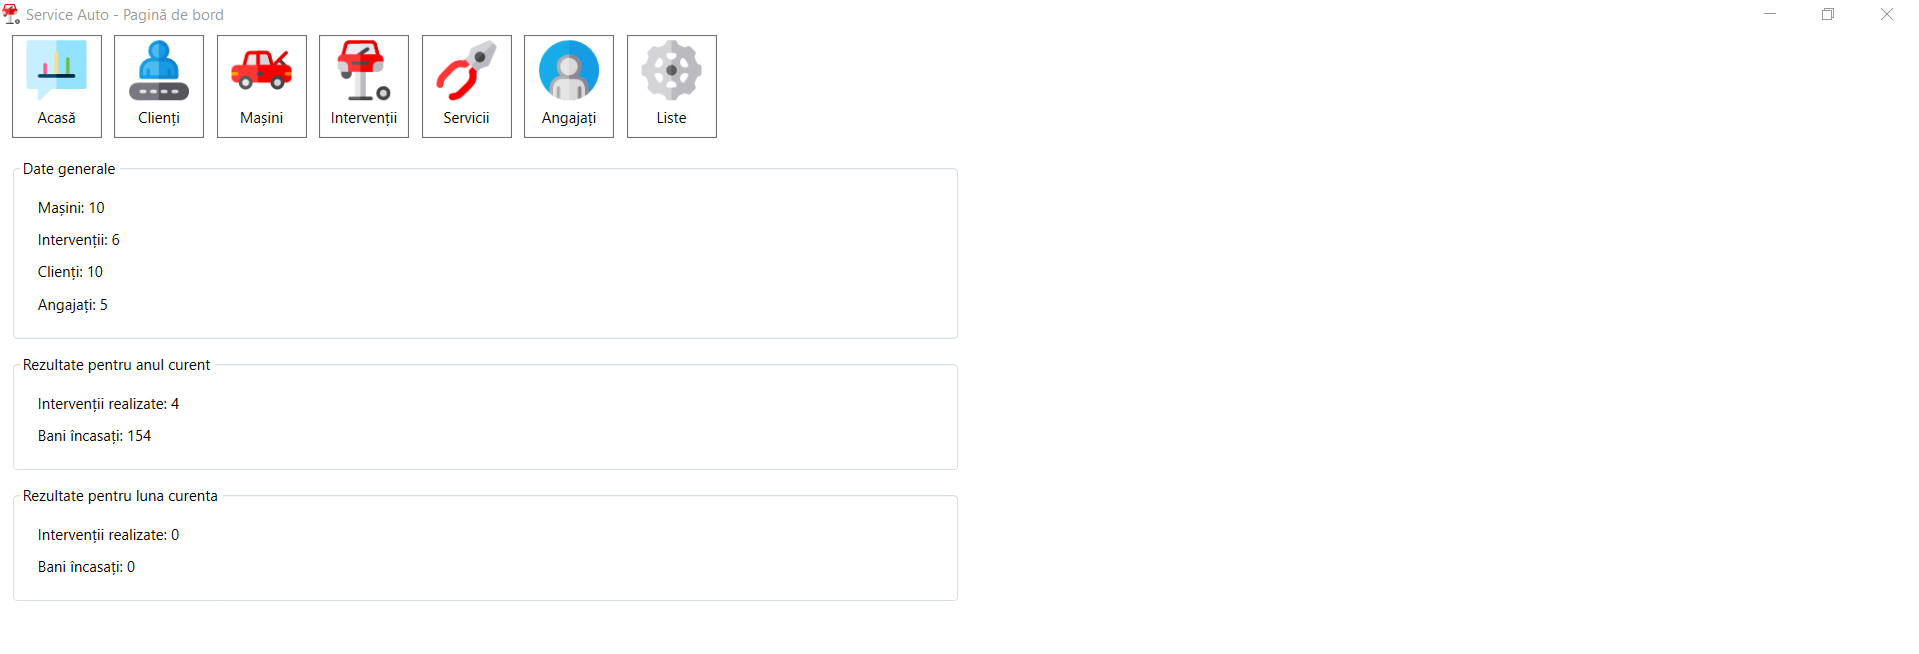 Service Auto - Pagină de bord
Acasă
Clienți
Mașini
Intervenții
Servicii
Angajați
Liste
Date generale
Mașini: 10
Intervenții: 6
Clienți: 10
Angajați: 5
Rezultate pentru anul curent
Intervenții realizate: 4
Bani încasați: 154
Rezultate pentru luna curenta
Intervenții realizate: 0
Bani încasați: 0